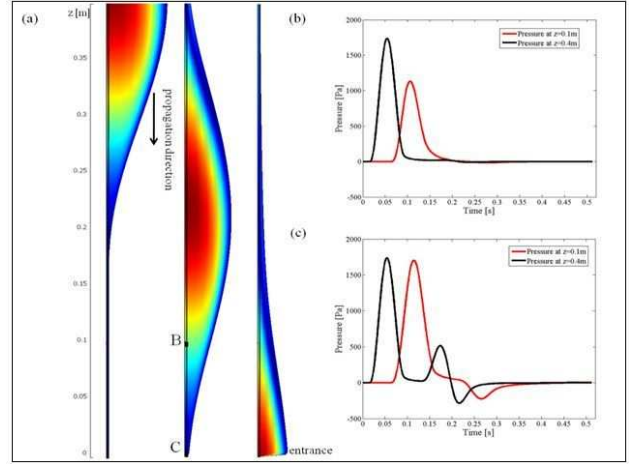 (a)
z [m]
0.35
0.3
0.25
0.2
0.15
0.1
0.05
0
propagation direction
B
C
entrance
(b)
2000
1500
1000
500
0
-500
Pressure [Pa]
0
0.05
0.1
0.15
0.2
0.25
0.3
0.35
0.4
0.45
0.5
Time [s]
Pressure at z=0.1m
Pressure at z=0.4m
(c)
2000
1500
1000
500
0
-500
Pressure [Pa]
0
0.05
0.1
0.15
0.2
0.25
0.3
0.35
0.4
0.45
0.5
Time [s]
Pressure at z=0.1m
Pressure at z=0.4m